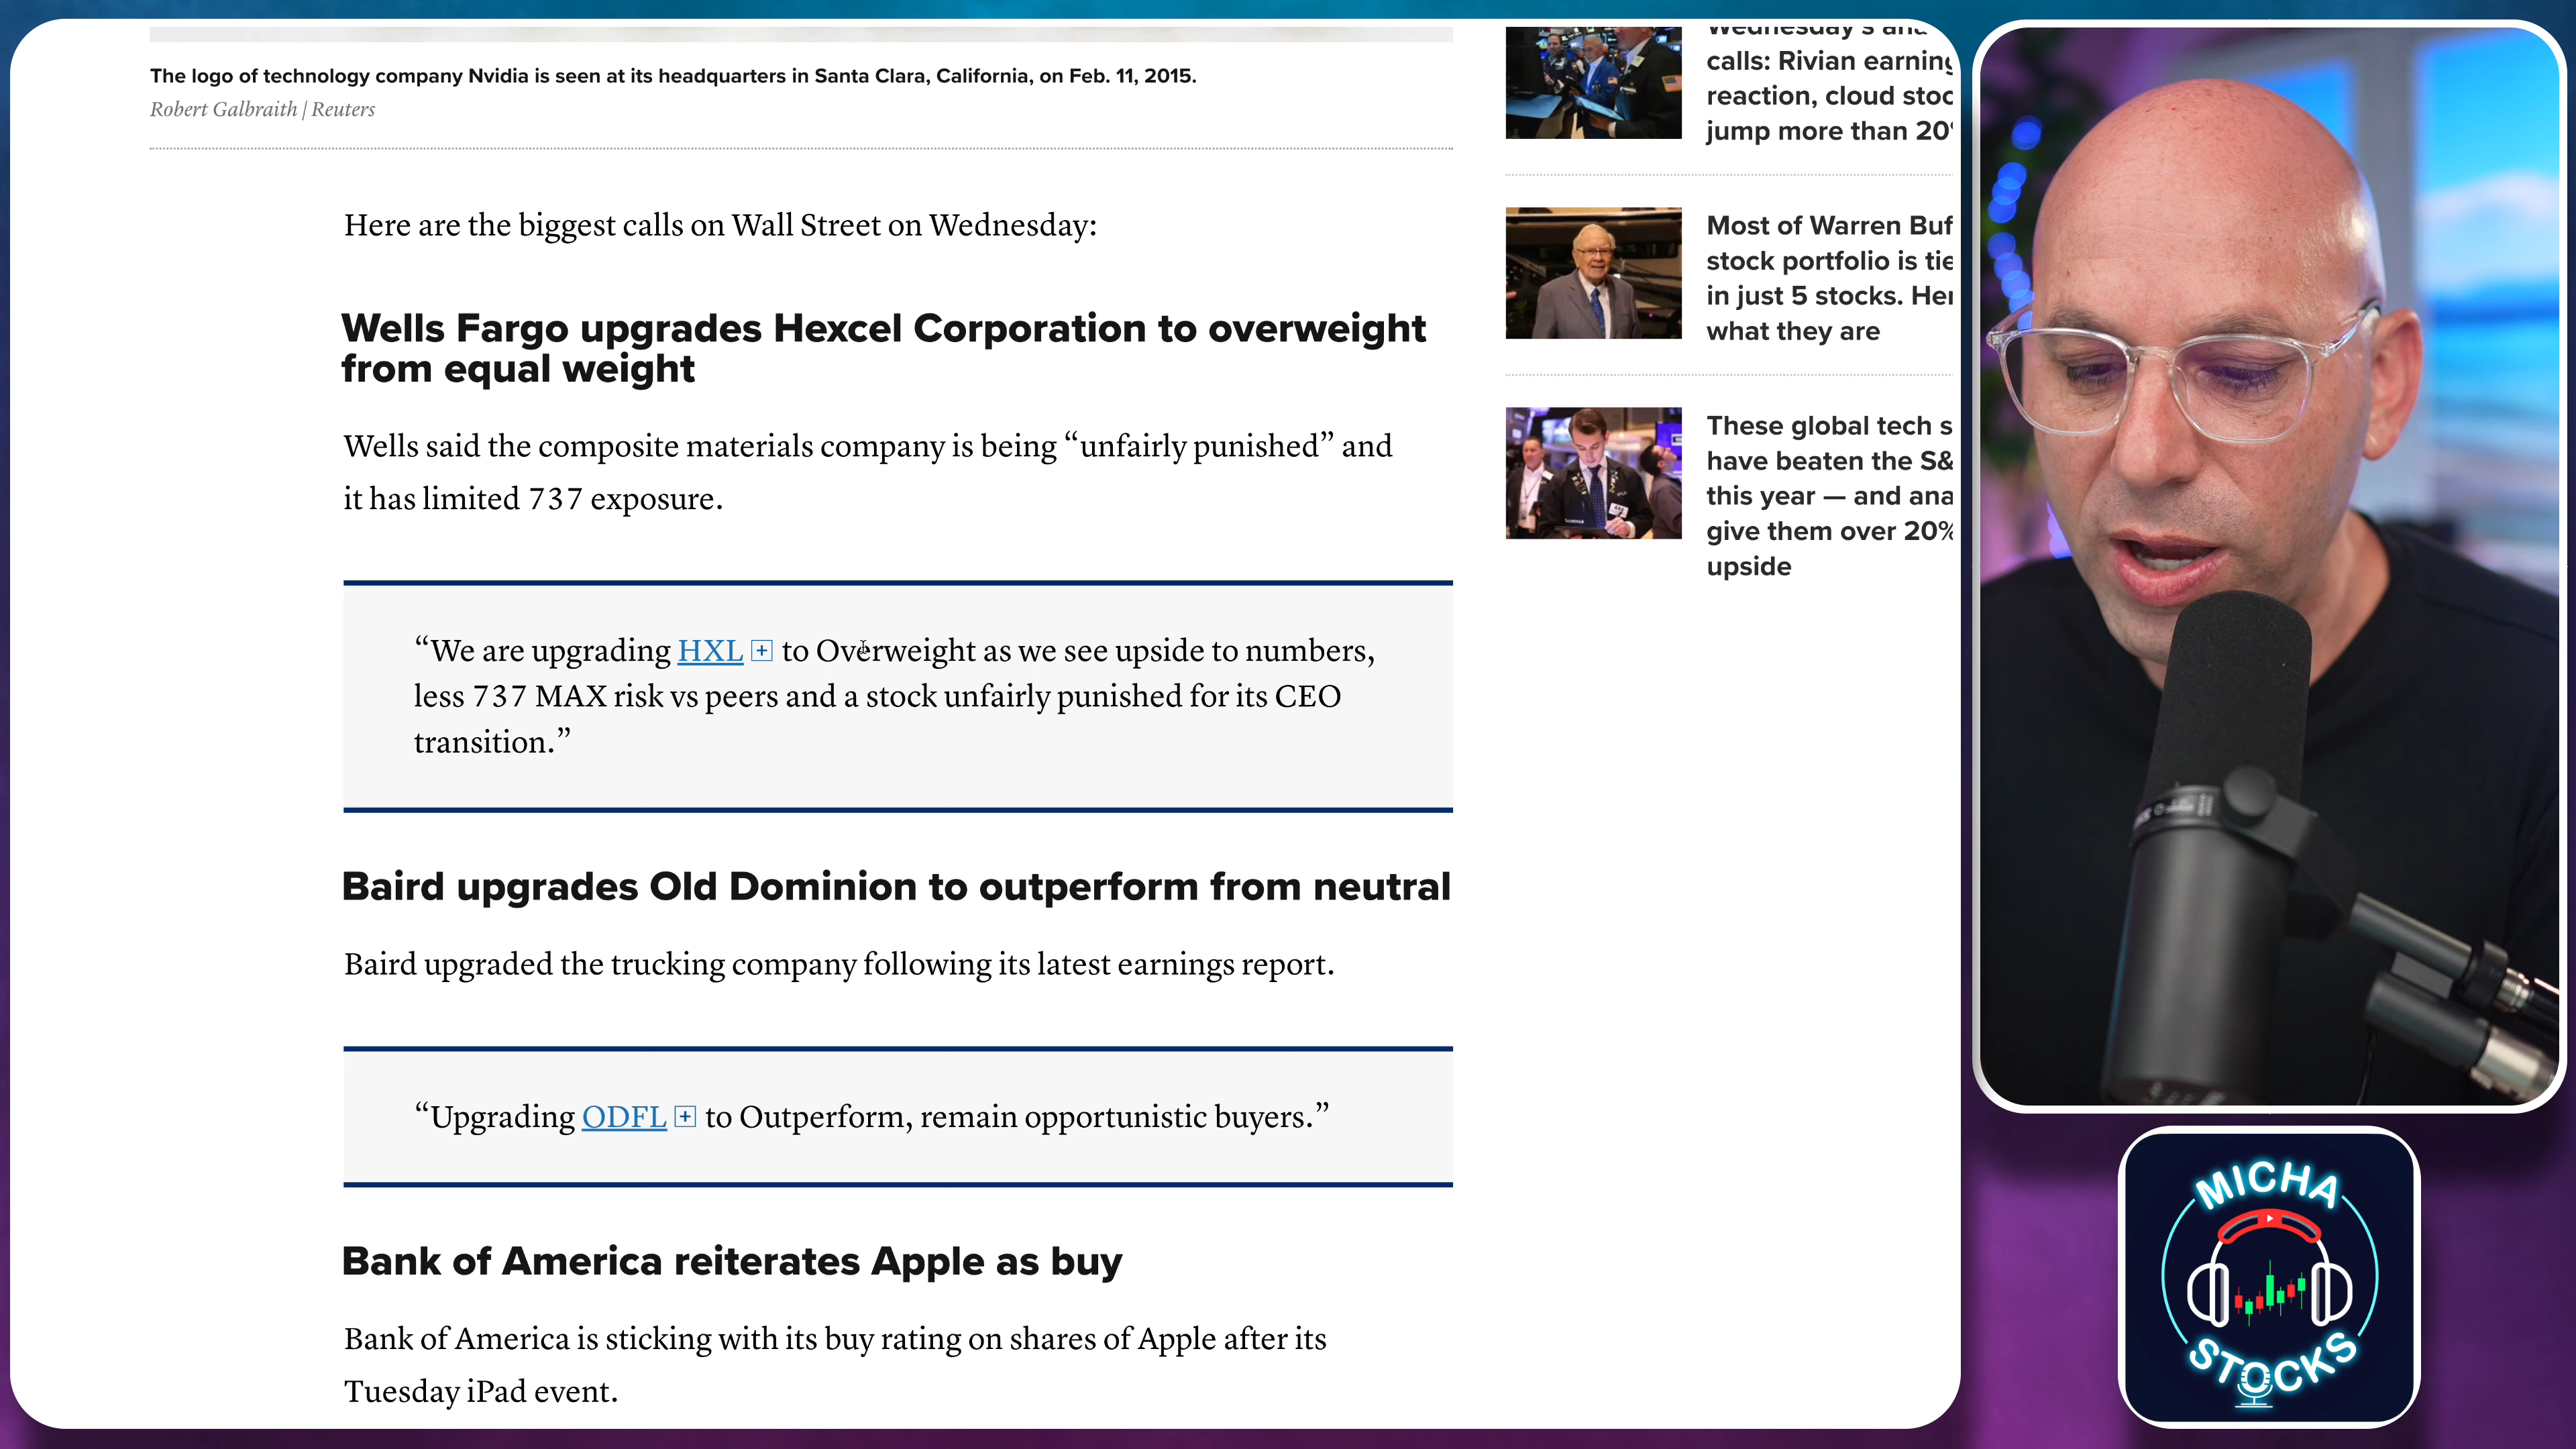 The logo of technology company Nvidia is seen at its headquarters in Santa Clara, California, on Feb. 11, 2015.
Robert Galbraith | Reuters
Here are the biggest calls on Wall Street on Wednesday:
Wells Fargo upgrades Hexcel Corporation to overweight
from equal weight
Wells said the composite materials company is being “unfairly punished” and
it has limited 737 exposure.
“We are upgrading HXL + to Overweight as we see upside to numbers,
less 737 MAX risk vs peers and a stock unfairly punished for its CEO
transition.”
Baird upgrades Old Dominion to outperform from neutral
Baird upgraded the trucking company following its latest earnings report.
“Upgrading ODFL + to Outperform, remain opportunistic buyers.”
Bank of America reiterates Apple as buy
Bank of America is sticking with its buy rating on shares of Apple after its
Tuesday iPad event.
Wednesday's
calls: Rivian
reaction, cloud
jump more than
Most of Warren
stock portfolio is
in just 5 stocks.
what they are
These global tech
have beaten the
this year — and
give them over 20%
upside
MICHA
STOCKS